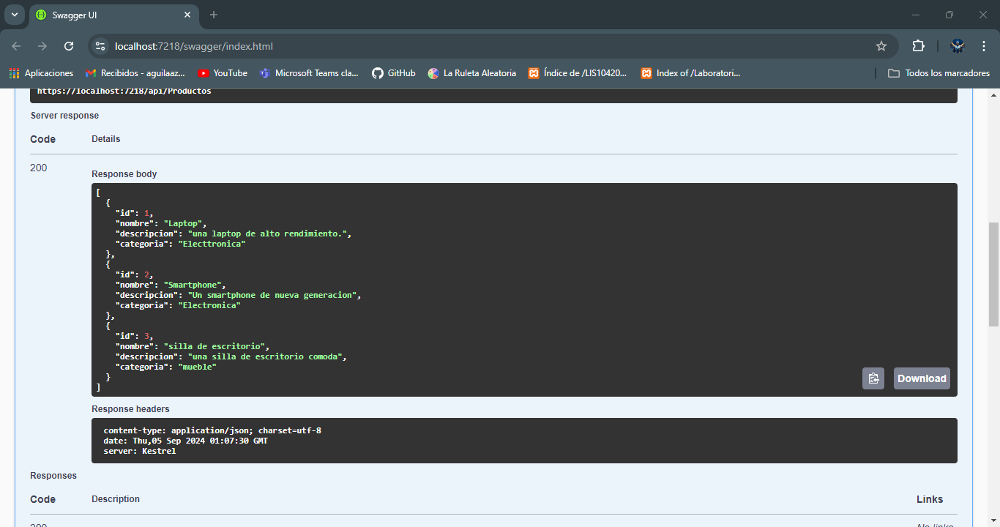 Swagger UI
localhost:7218/swagger/index.html
Aplicaciones
Recibidos - aguilaaz...
YouTube
Microsoft Teams cla...
GitHub
La Ruleta Aleatoria
Índice de /LIS10420...
Index of /Laboratori...
Todos los marcadores
https://localhost:7218/api/Productos
Server response
Code Details
200
Response body
[
{
"id": 1,
"nombre": "Laptop",
"descripcion": "una laptop de alto rendimiento.",
"categoria": "Electtronica"
},
{
"id": 2,
"nombre": "Smartphone",
"descripcion": "Un smartphone de nueva generacion",
"categoria": "Electronica"
},
{
"id": 3,
"nombre": "silla de escritorio",
"descripcion": "una silla de escritorio comoda",
"categoria": "mueble"
}
]
Download
Response headers
content-type: application/json; charset=utf-8
date: Thu,05 Sep 2024 01:07:30 GMT
server: Kestrel
Responses
Code Description Links
200 No links